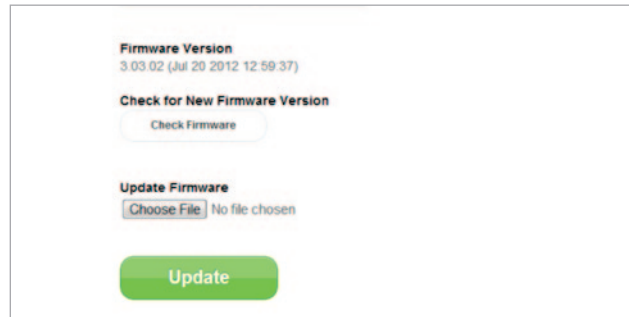 Firmware Version
3.03.02 (Jul 20 2012 12:59:37)
Check for New Firmware Version
Check Firmware
Update Firmware
Choose File No file chosen
Update